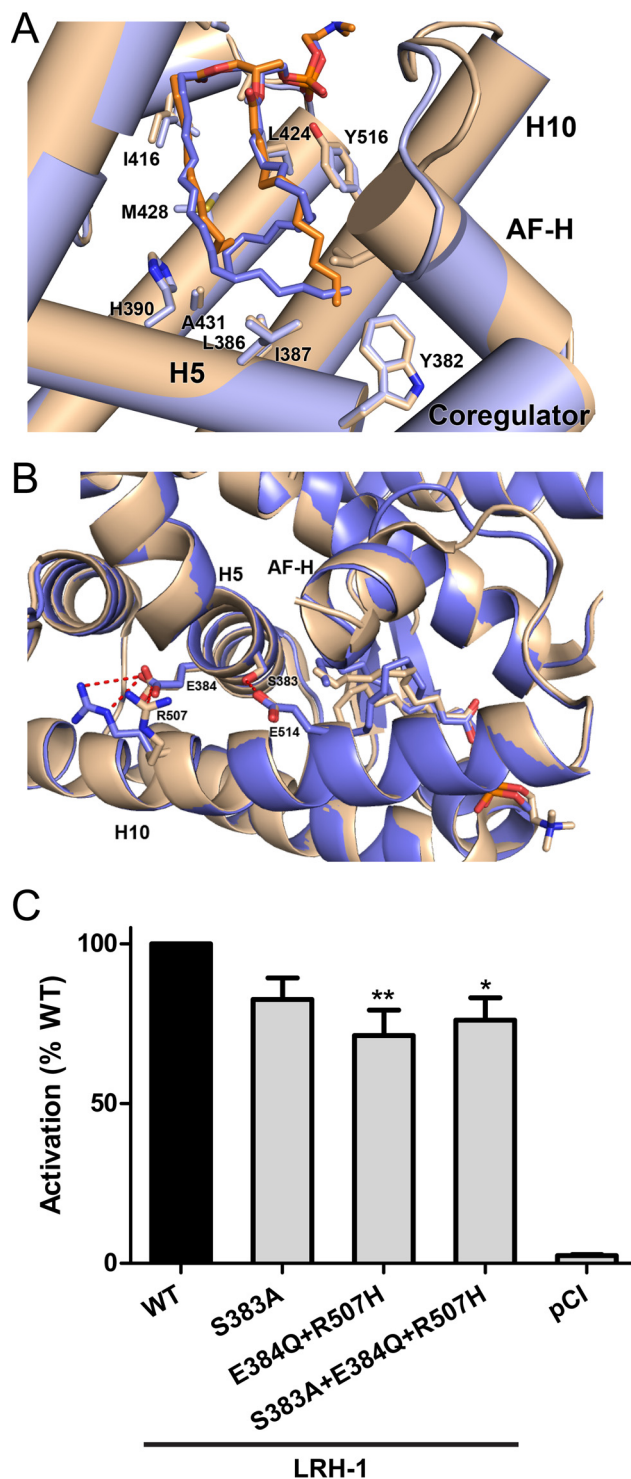 A
L424
Y516
H10
I416
M428
AF-H
H390
A431
L386
I387
Y382
H5
Coregulator
B
H5
AF-H
E384
S383
R507
E514
H10
C
Activation (% WT)
100
50
0
**
*
WT
S383A
E384Q+R507H
S383A+E384Q+R507H
pCI
LRH-1